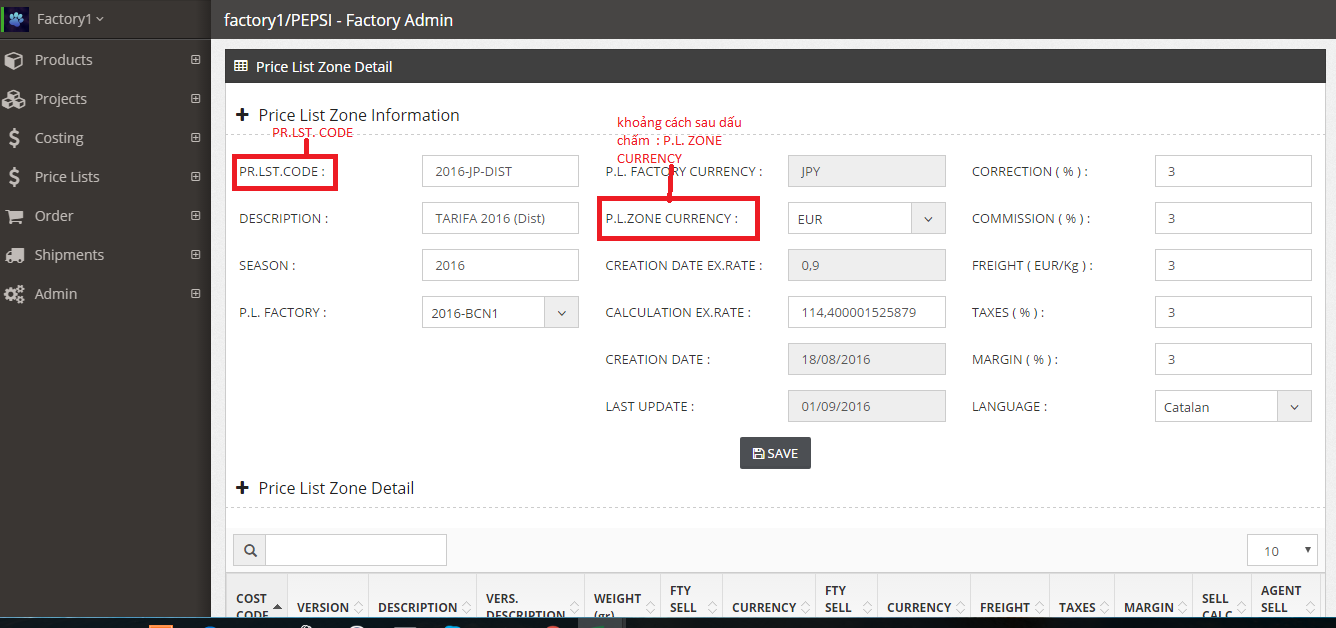 Factory1
factory1/PEPSI - Factory Admin
Products
Projects
Costing
Price Lists
Order
Shipments
Admin
Price List Zone Detail
Price List Zone Information
PR.LST. CODE
khoảng cách sau dấu
chấm : P.L. ZONE
CURRENCY
PR.LST.CODE : 2016-JP-DIST
DESCRIPTION : TARIFA 2016 (Dist)
SEASON : 2016
P.L. FACTORY : 2016-BCN1
P.L. FACTORY CURRENCY : JPY
P.L.ZONE CURRENCY : EUR
CREATION DATE EX.RATE : 0,9
CALCULATION EX.RATE : 114,400001525879
CREATION DATE : 18/08/2016
LAST UPDATE : 01/09/2016
CORRECTION ( % ) : 3
COMMISSION ( % ) : 3
FREIGHT ( EUR/Kg ) : 3
TAXES ( % ) : 3
MARGIN ( % ) : 3
LANGUAGE : Catalan
SAVE
Price List Zone Detail
10
COST CODE
VERSION
DESCRIPTION
VERS. DESCRIPTION
WEIGHT (gr)
FTY SELL
CURRENCY
FTY SELL
CURRENCY
FREIGHT
TAXES
MARGIN
SELL CALC
AGENT SELL